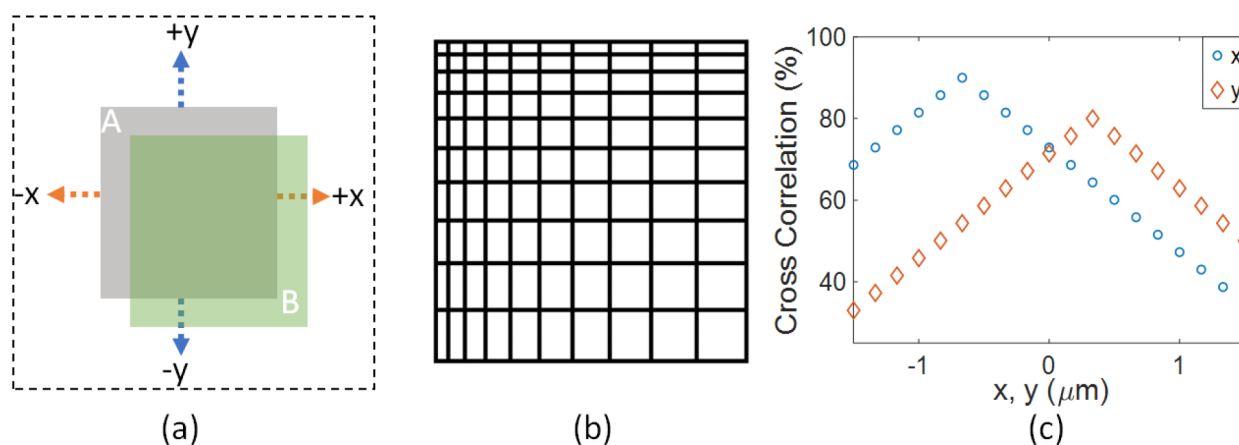 +y
A
-x
+x
B
-y
(a)
(b)
100
80
60
40
Cross Correlation (%)
x
y
-1
0
1
x, y (μm)
(c)